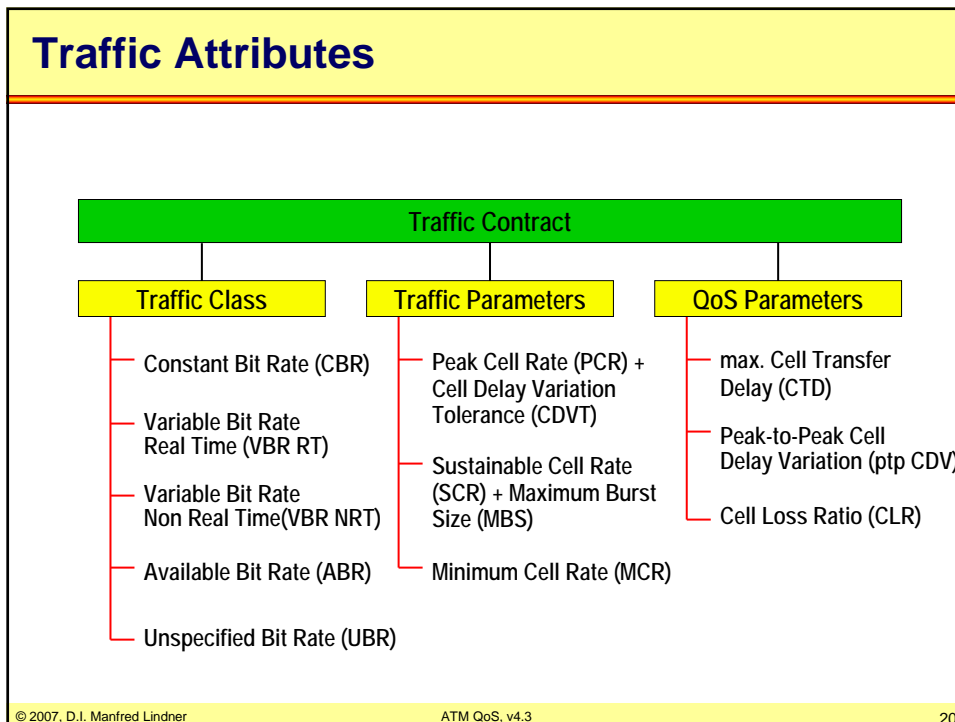 Traffic Attributes
Traffic Contract
Traffic Class
Constant Bit Rate (CBR)
Variable Bit Rate
Real Time (VBR RT)
Variable Bit Rate
Non Real Time(VBR NRT)
Available Bit Rate (ABR)
Unspecified Bit Rate (UBR)
Traffic Parameters
Peak Cell Rate (PCR) +
Cell Delay Variation
Tolerance (CDVT)
Sustainable Cell Rate
(SCR) + Maximum Burst
Size (MBS)
Minimum Cell Rate (MCR)
QoS Parameters
max. Cell Transfer
Delay (CTD)
Peak-to-Peak Cell
Delay Variation (ptp CDV)
Cell Loss Ratio (CLR)
© 2007, D.I. Manfred Lindner
ATM QoS, v4.3
20